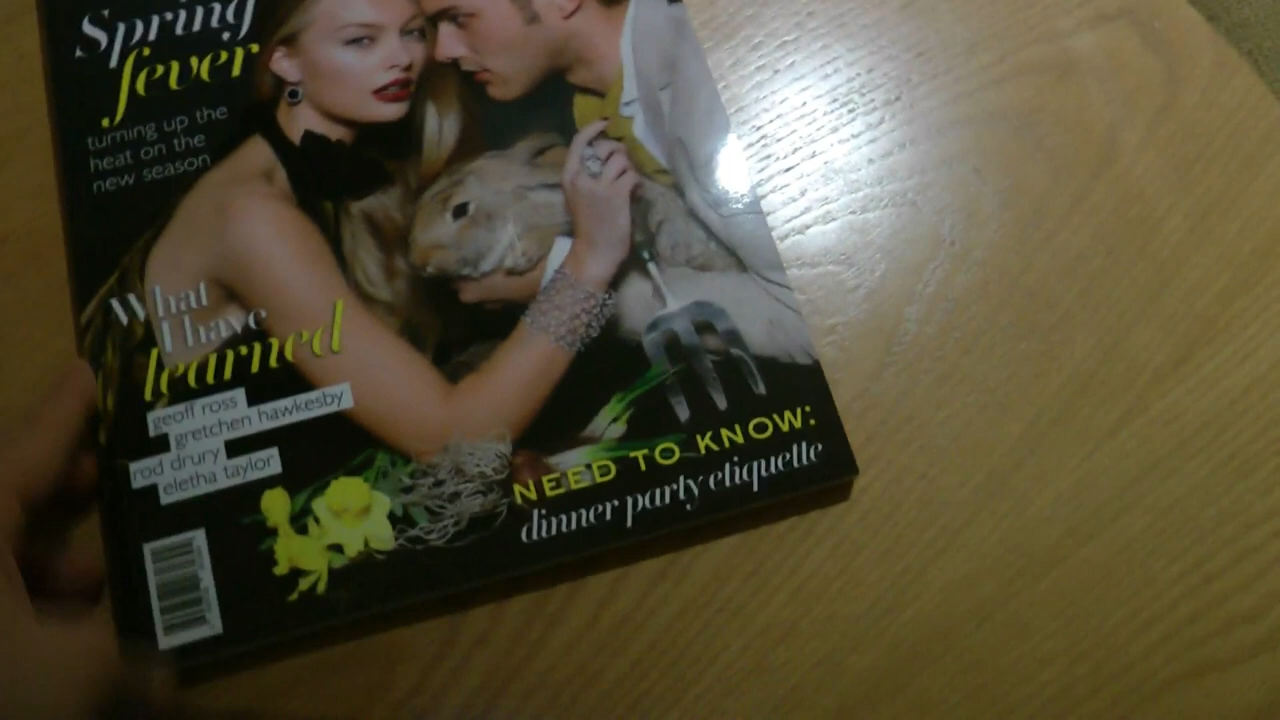 Spring
fever
turning up the
heat on the
new season
What
I have
learned
geoff ross
gretchen hawkesby
rod drury
eletha taylor
NEED TO KNOW:
dinner party etiquette